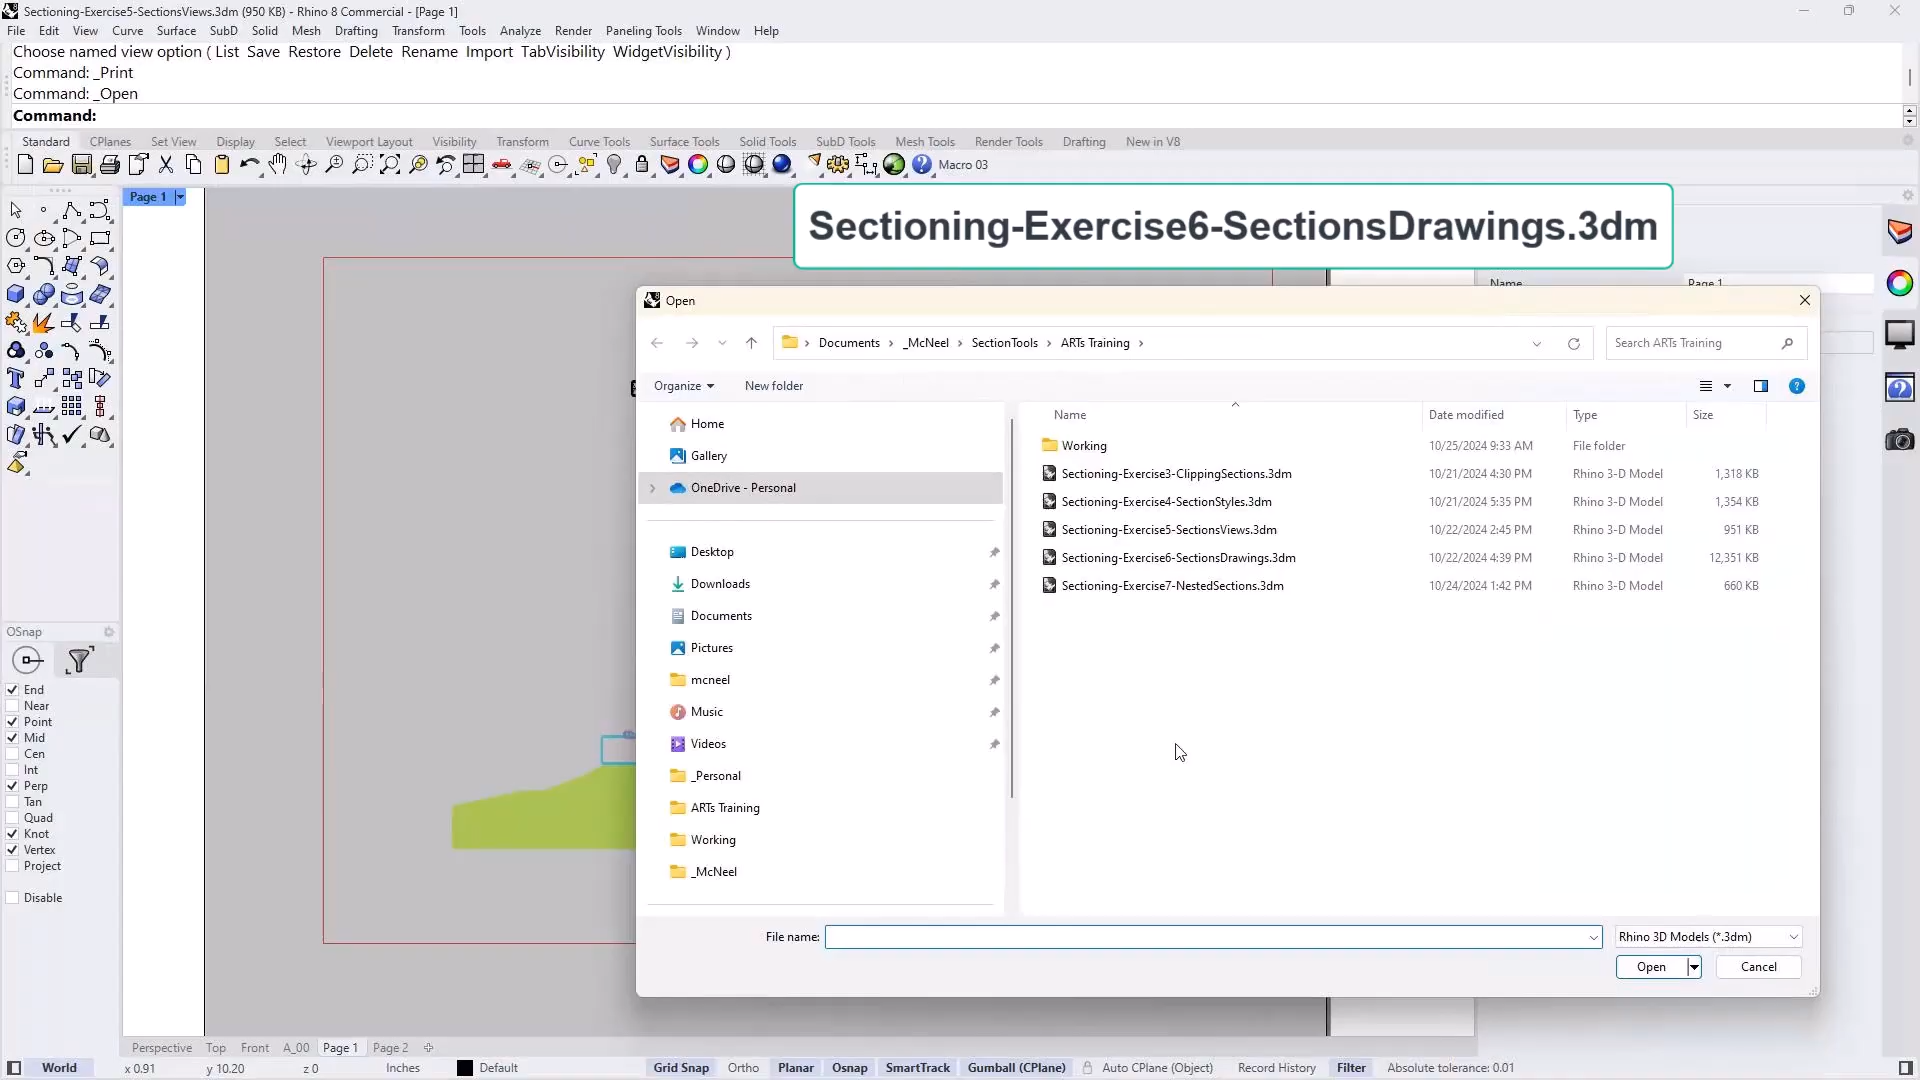 Sectioning-Exercise5-SectionsViews.3dm (950 KB) - Rhino 8 Commercial - [Page 1]
File Edit View Curve Surface SubD Solid Mesh Drafting Transform Tools Analyze Render Paneling Tools Window Help
Choose named view option ( List Save Restore Delete Rename Import TabVisibility WidgetVisibility )
Command: _Print
Command: _Open
Command:
Standard CPlanes Set View Display Select Viewport Layout Visibility Transform Curve Tools Surface Tools Solid Tools SubD Tools Mesh Tools Render Tools Drafting New in V8
Macro 03
Page 1
Sectioning-Exercise6-SectionsDrawings.3dm
Name Page 1
Open
Documents > _McNeel > SectionTools > ARTs Training >
Search ARTs Training
Organize New folder
Name Date modified Type Size
Home
Gallery
OneDrive - Personal
Desktop
Downloads
Documents
Pictures
mcneel
Music
Videos
_Personal
ARTs Training
Working
_McNeel
Working 10/25/2024 9:33 AM File folder
Sectioning-Exercise3-ClippingSections.3dm 10/21/2024 4:30 PM Rhino 3-D Model 1,318 KB
Sectioning-Exercise4-SectionStyles.3dm 10/21/2024 5:35 PM Rhino 3-D Model 1,354 KB
Sectioning-Exercise5-SectionsViews.3dm 10/22/2024 2:45 PM Rhino 3-D Model 951 KB
Sectioning-Exercise6-SectionsDrawings.3dm 10/22/2024 4:39 PM Rhino 3-D Model 12,351 KB
Sectioning-Exercise7-NestedSections.3dm 10/24/2024 1:42 PM Rhino 3-D Model 660 KB
File name: Rhino 3D Models (*.3dm)
Open Cancel
OSnap
End
Near
Point
Mid
Cen
Int
Perp
Tan
Quad
Knot
Vertex
Project
Disable
Perspective Top Front A_00 Page 1 Page 2
World x 0.91 y 10.20 z 0 Inches Default Grid Snap Ortho Planar Osnap SmartTrack Gumball (CPlane) Auto CPlane (Object) Record History Filter Absolute tolerance: 0.01